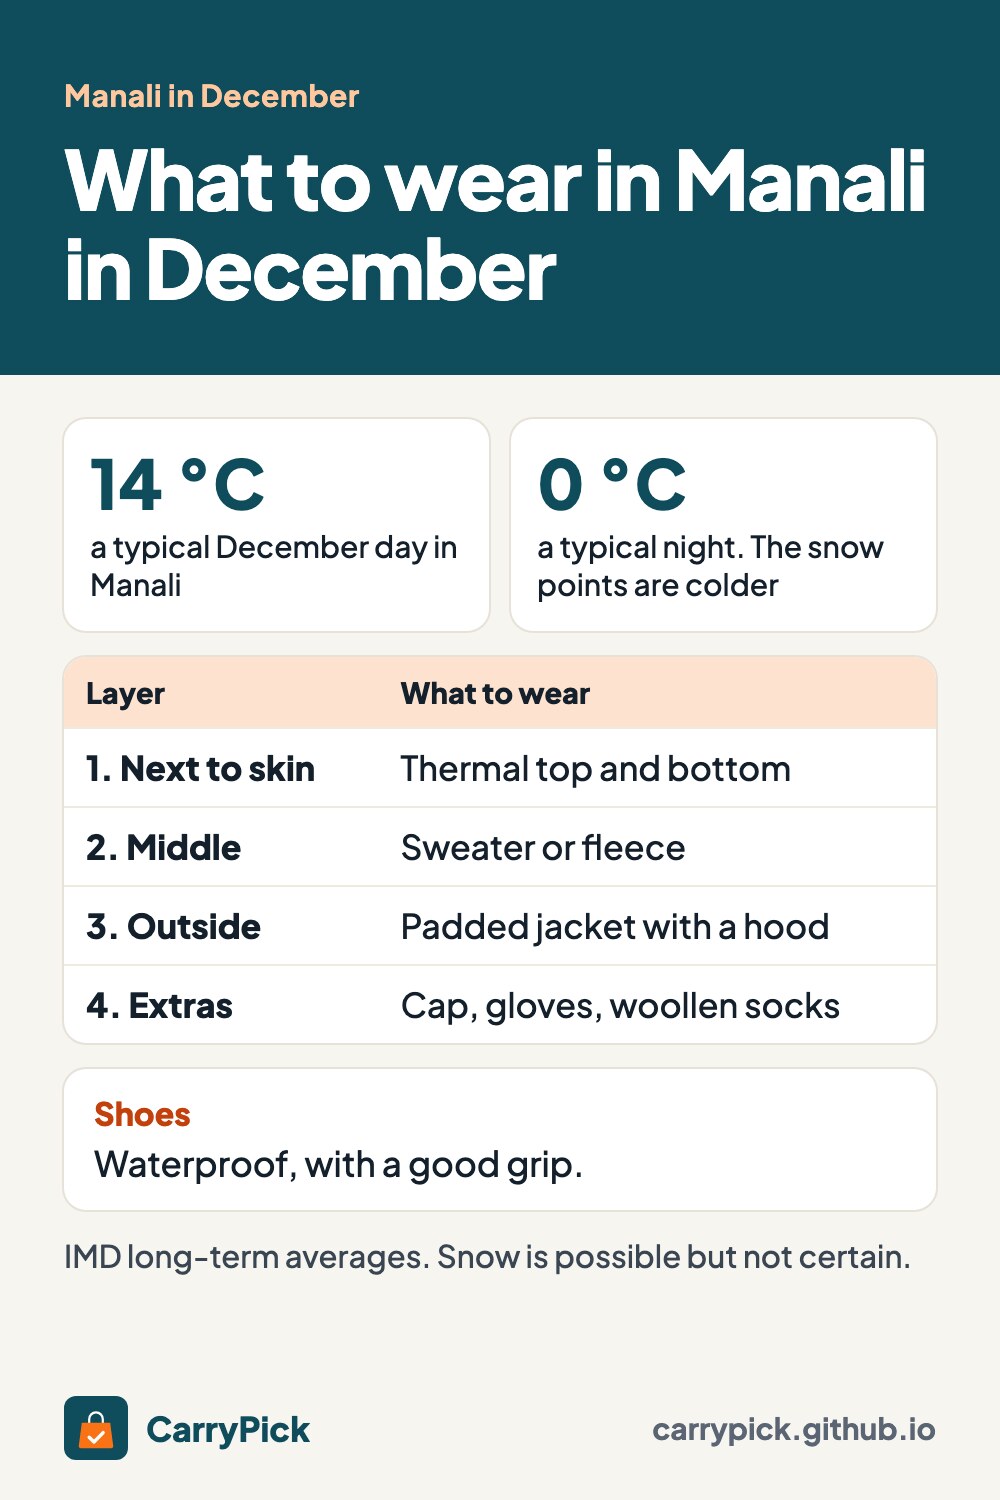 Manali in December
What to wear in Manali
in December
14 °C
a typical December day in
Manali
0 °C
a typical night. The snow
points are colder
Layer What to wear
1. Next to skin Thermal top and bottom
2. Middle Sweater or fleece
3. Outside Padded jacket with a hood
4. Extras Cap, gloves, woollen socks
Shoes
Waterproof, with a good grip.
IMD long-term averages. Snow is possible but not certain.
CarryPick carrypick.github.io